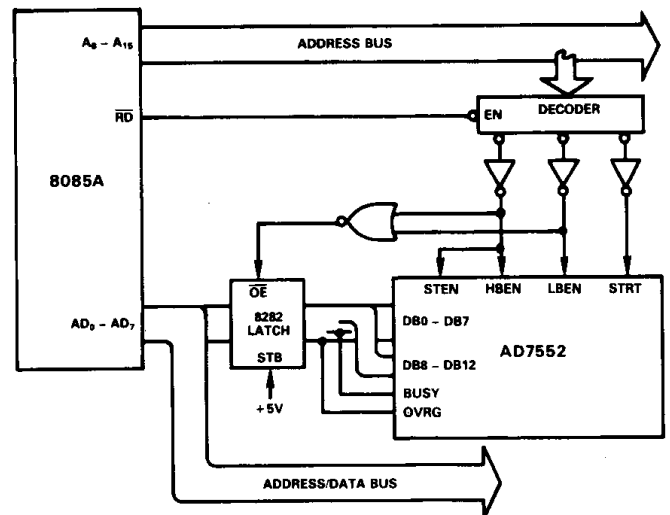 A₈ – A₁₅
ADDRESS BUS
RD
EN
DECODER
8085A
OE
8282
LATCH
STB
+5V
STEN
HBEN
LBEN
STRT
AD₀ – AD₇
DB0 – DB7
DB8 – DB12
BUSY
OVRG
AD7552
ADDRESS/DATA BUS